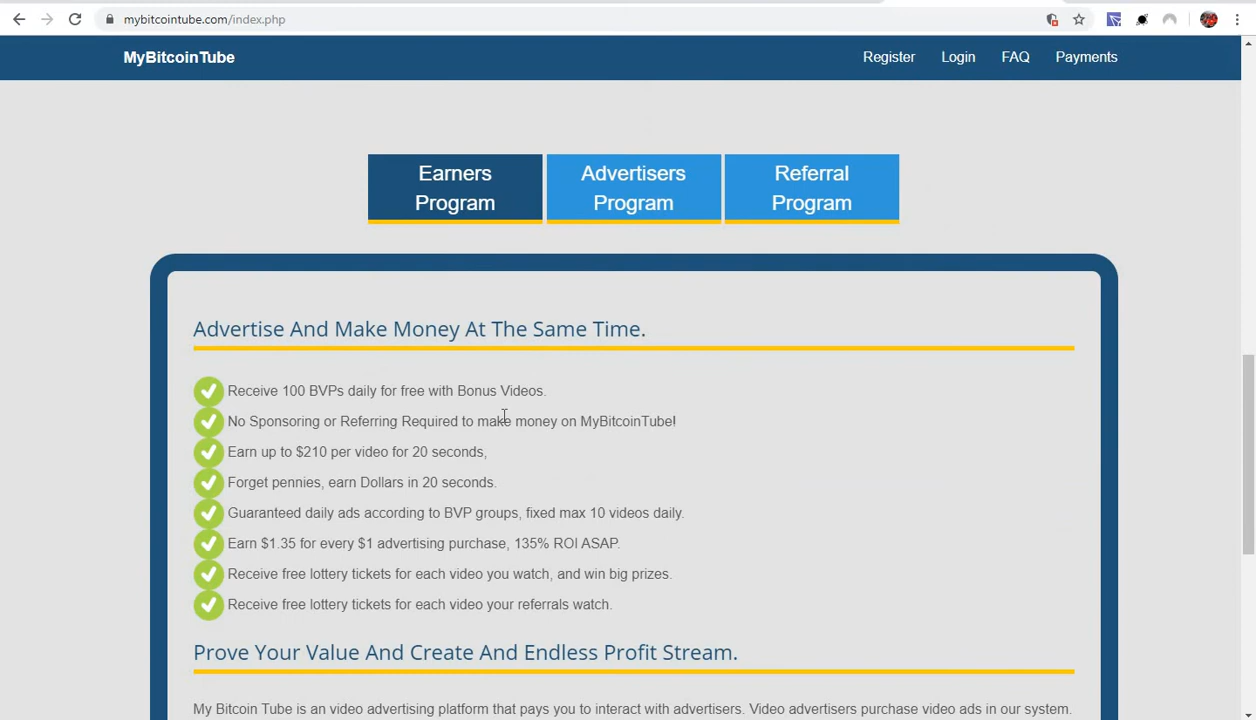 mybitcointube.com/index.php
MyBitcoinTube
Register Login FAQ Payments
Earners Program
Advertisers Program
Referral Program
Advertise And Make Money At The Same Time.
Receive 100 BVPs daily for free with Bonus Videos.
No Sponsoring or Referring Required to make money on MyBitcoinTube!
Earn up to $210 per video for 20 seconds,
Forget pennies, earn Dollars in 20 seconds.
Guaranteed daily ads according to BVP groups, fixed max 10 videos daily.
Earn $1.35 for every $1 advertising purchase, 135% ROI ASAP.
Receive free lottery tickets for each video you watch, and win big prizes.
Receive free lottery tickets for each video your referrals watch.
Prove Your Value And Create And Endless Profit Stream.
My Bitcoin Tube is an video advertising platform that pays you to interact with advertisers. Video advertisers purchase video ads in our system.